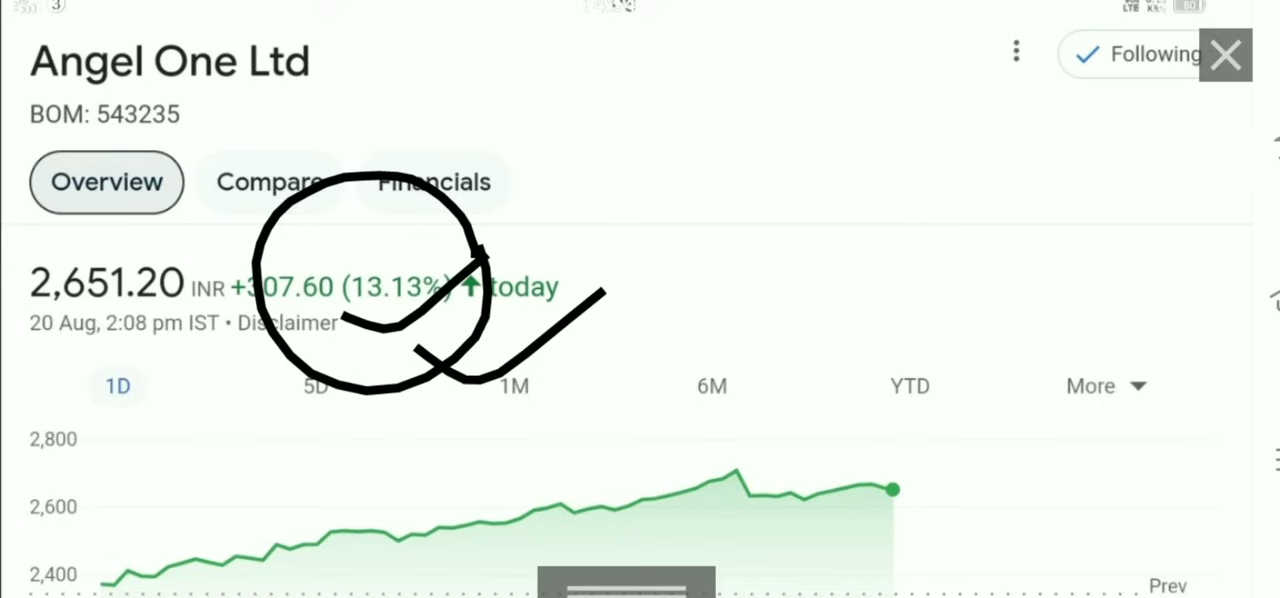 Angel One Ltd
Following
BOM: 543235
Overview Compare Financials
2,651.20 INR +307.60 (13.13%) today
20 Aug, 2:08 pm IST • Disclaimer
1D 5D 1M 6M YTD More
2,800
2,600
2,400
Prev